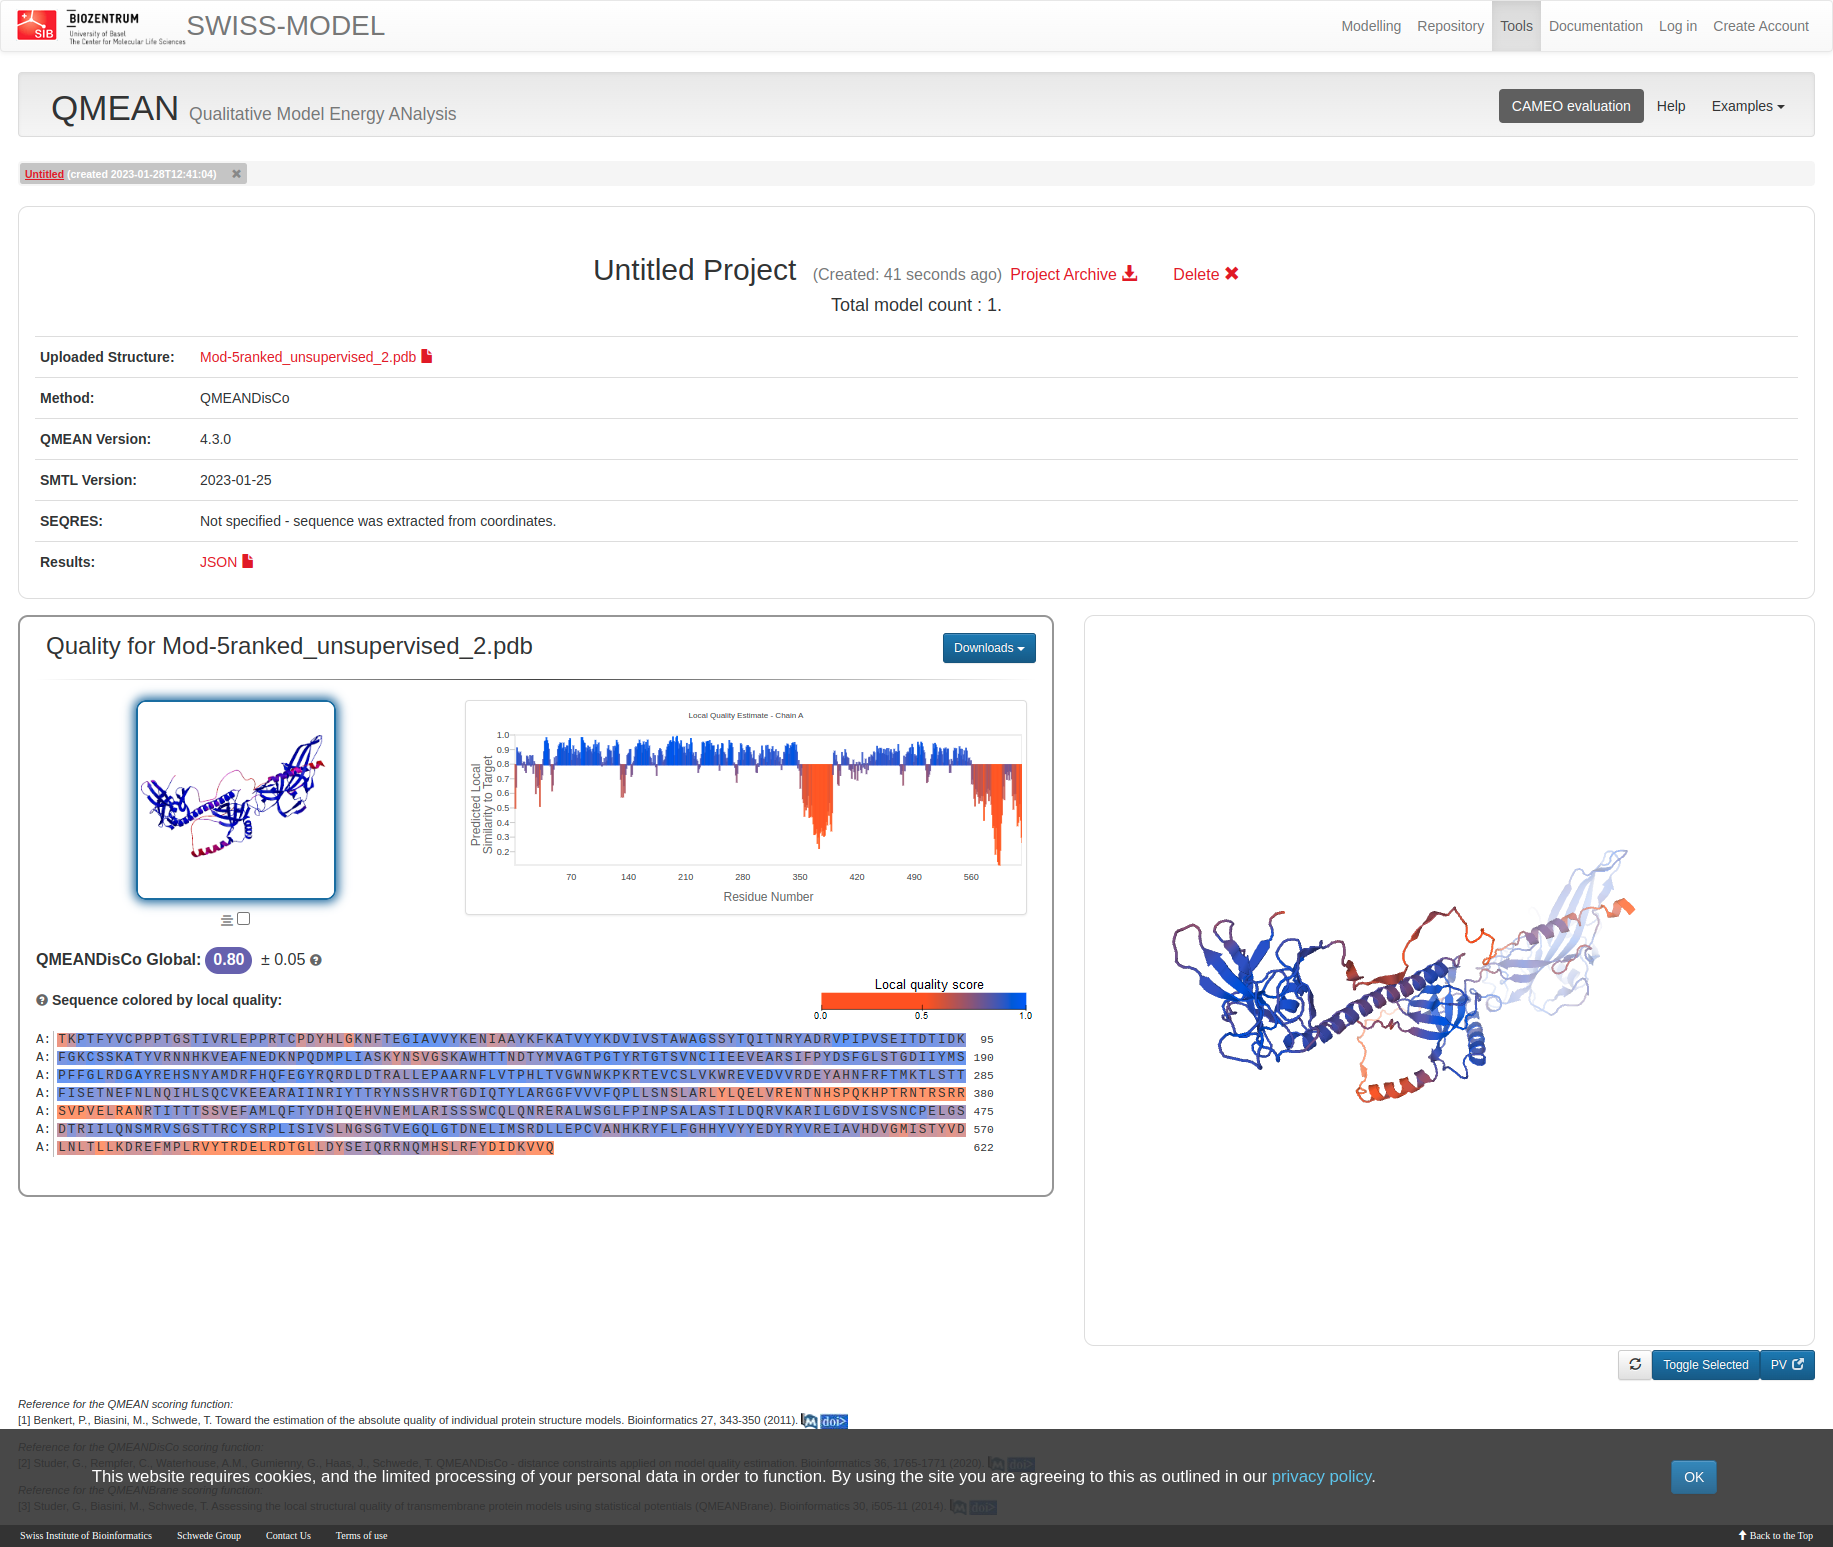 SIB
BIOZENTRUM
University of Basel
The Center for Molecular Life Sciences
SWISS-MODEL
Modelling Repository Tools Documentation Log in Create Account
QMEAN Qualitative Model Energy ANalysis
CAMEO evaluation Help Examples
Untitled (created 2023-01-28T12:41:04)
Untitled Project (Created: 41 seconds ago) Project Archive Delete
Total model count : 1.
Uploaded Structure: Mod-5ranked_unsupervised_2.pdb
Method: QMEANDisCo
QMEAN Version: 4.3.0
SMTL Version: 2023-01-25
SEQRES: Not specified - sequence was extracted from coordinates.
Results: JSON
Quality for Mod-5ranked_unsupervised_2.pdb
Downloads
Local Quality Estimate - Chain A
Predicted Local
Similarity to Target
1.0
0.9
0.8
0.7
0.6
0.5
0.4
0.3
0.2
70 140 210 280 350 420 490 560
Residue Number
QMEANDisCo Global: 0.80 ± 0.05
Sequence colored by local quality:
Local quality score
0.0 0.5 1.0
A: TKPTFYVCPPPTGSTIVRLEPPRTCPDYHLGKNFTEGIAVVYKENIAAYKFKATVYYKDVIVSTAWAGSSYTQITNRYADRVPIPVSEITDTIDK 95
A: FGKCSSKATYVRNNHKVEAFNEDKNPQDMPLIASKYNSVGSKAWHTTNDTYMVAGTPGTYRTGTSVNCIIEEVEARSIFPYDSFGLSTGDIIYMS 190
A: PFFGLRDGAYREHSNYAMDRFHQFEGYRQRDLDTRALLEPAARNFLVTPHLTVGWNWKPKRTEVCSLVKWREVEDVVRDEYAHNFRFTMKTLSTT 285
A: FISETNEFNLNQIHLSQCVKEEARAIINRIYTTRYNSSHVRTGDIQTYLARGGFVVVFQPLLSNSLARLYLQELVRENTNHSPQKHPTRNTRSRR 380
A: SVPVELRANRTITTTSSVEFAMLQFTYDHIQEHVNEMLARISSSWCQLQNRERALWSGLFPINPSALASTILDQRVKARILGDVISVSNCPELGS 475
A: DTRIILQNSMRVSGSTTRCYSRPLISIVSLNGSGTVEGQLGTDNELIMSRDLLEPCVANHKRYFLFGHHYVYYEDYRYVREIAVHDVGMISTYVD 570
A: LNLTLLKDREFMPLRVYTRDELRDTGLLDYSEIQRRNQMHSLRFYDIDKVVQ 622
Toggle Selected PV
Reference for the QMEAN scoring function:
[1] Benkert, P., Biasini, M., Schwede, T. Toward the estimation of the absolute quality of individual protein structure models. Bioinformatics 27, 343-350 (2011). M doi>
Reference for the QMEANDisCo scoring function:
[2] Studer, G., Rempfer, C., Waterhouse, A.M., Gumienny, G., Haas, J., Schwede, T. QMEANDisCo - distance constraints applied on model quality estimation. Bioinformatics 36, 1765-1771 (2020). M doi>
This website requires cookies, and the limited processing of your personal data in order to function. By using the site you are agreeing to this as outlined in our privacy policy. OK
Reference for the QMEANBrane scoring function:
[3] Studer, G., Biasini, M., Schwede, T. Assessing the local structural quality of transmembrane protein models using statistical potentials (QMEANBrane). Bioinformatics 30, i505-11 (2014). M doi>
Swiss Institute of Bioinformatics Schwede Group Contact Us Terms of use Back to the Top